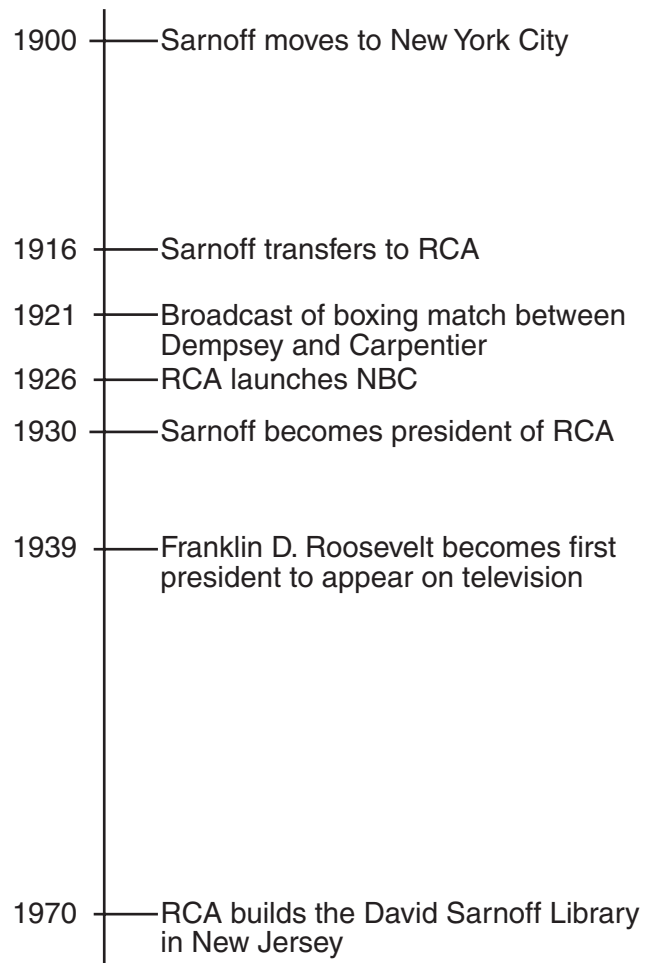 1900 Sarnoff moves to New York City
1916 Sarnoff transfers to RCA
1921 Broadcast of boxing match between
Dempsey and Carpentier
1926 RCA launches NBC
1930 Sarnoff becomes president of RCA
1939 Franklin D. Roosevelt becomes first
president to appear on television
1970 RCA builds the David Sarnoff Library
in New Jersey